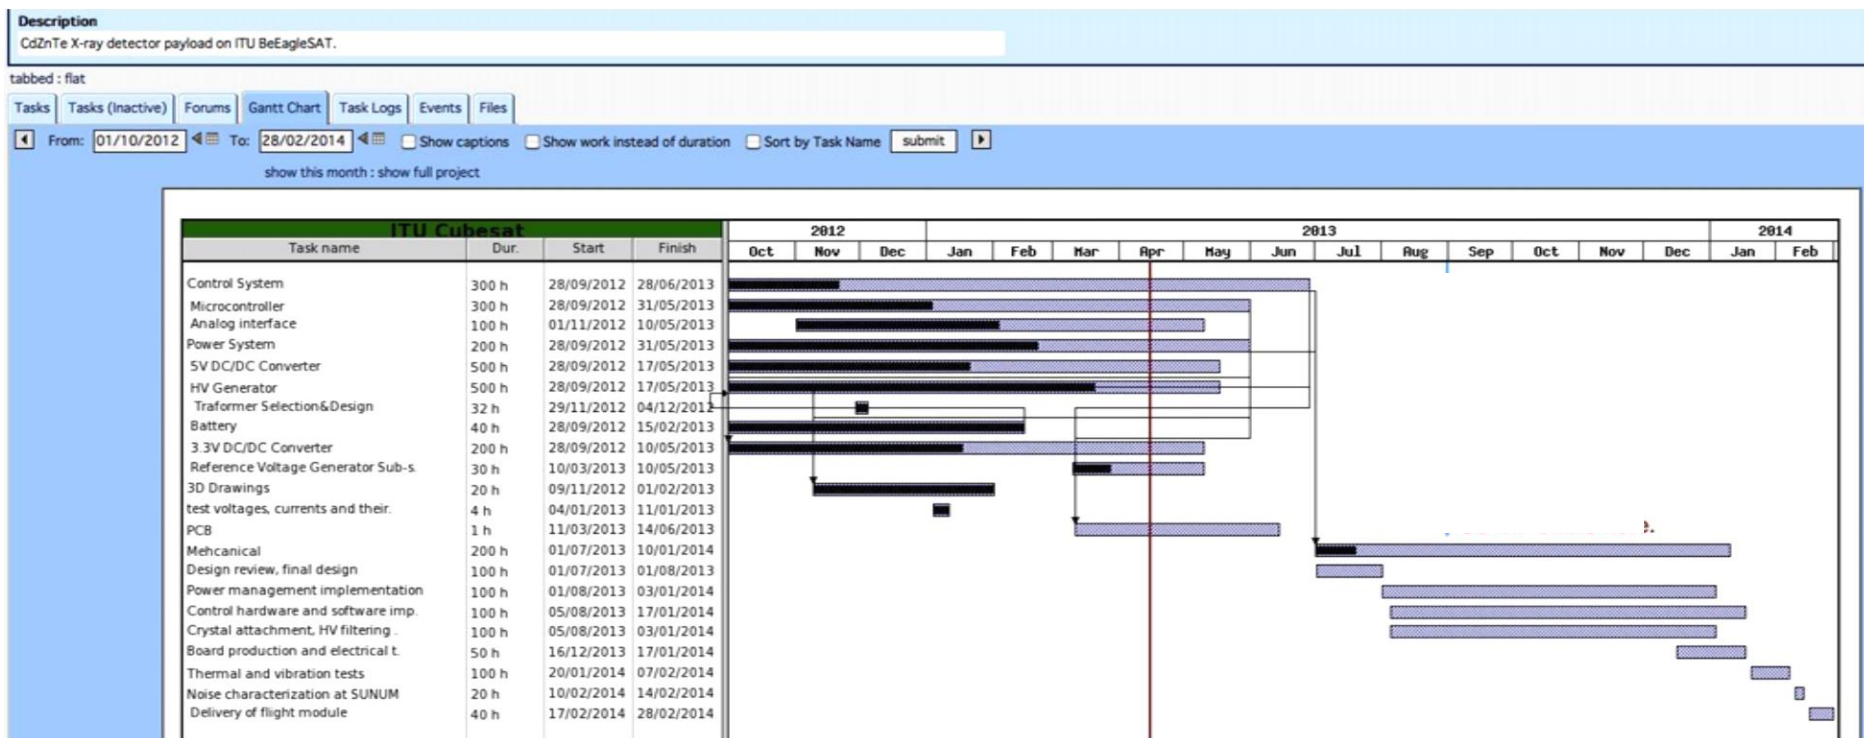 Description
CdZnTe X-ray detector payload on ITU BeEagleSAT.
tabbed : flat
Tasks Tasks (Inactive) Forums Gantt Chart Task Logs Events Files
From: 01/10/2012 To: 28/02/2014 Show captions Show work instead of duration Sort by Task Name submit
show this month : show full project
ITU Cubesat 2012 2013 2014
Task name Dur. Start Finish Oct Nov Dec Jan Feb Mar Apr May Jun Jul Aug Sep Oct Nov Dec Jan Feb
Control System 300 h 28/09/2012 28/06/2013
Microcontroller 300 h 28/09/2012 31/05/2013
Analog interface 100 h 01/11/2012 10/05/2013
Power System 200 h 28/09/2012 31/05/2013
5V DC/DC Converter 500 h 28/09/2012 17/05/2013
HV Generator 500 h 28/09/2012 17/05/2013
Traformer Selection&Design 32 h 29/11/2012 04/12/2012
Battery 40 h 28/09/2012 15/02/2013
3.3V DC/DC Converter 200 h 28/09/2012 10/05/2013
Reference Voltage Generator Sub-s. 30 h 10/03/2013 10/05/2013
3D Drawings 20 h 09/11/2012 01/02/2013
test voltages, currents and their. 4 h 04/01/2013 11/01/2013
PCB 1 h 11/03/2013 14/06/2013
Mehcanical 200 h 01/07/2013 10/01/2014
Design review, final design 100 h 01/07/2013 01/08/2013
Power management implementation 100 h 01/08/2013 03/01/2014
Control hardware and software imp. 100 h 05/08/2013 17/01/2014
Crystal attachment, HV filtering . 100 h 05/08/2013 03/01/2014
Board production and electrical t. 50 h 16/12/2013 17/01/2014
Thermal and vibration tests 100 h 20/01/2014 07/02/2014
Noise characterization at SUNUM 20 h 10/02/2014 14/02/2014
Delivery of flight module 40 h 17/02/2014 28/02/2014